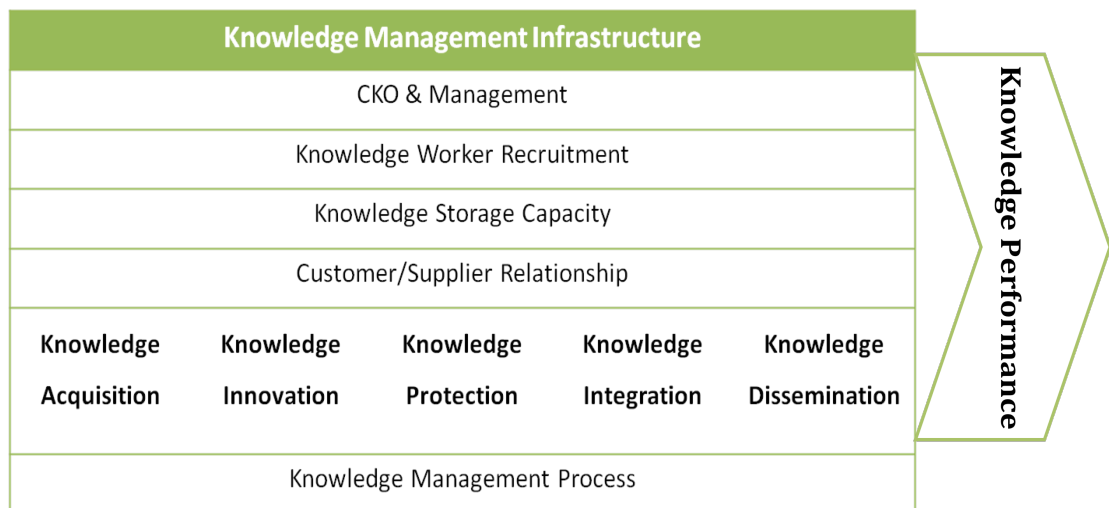 Knowledge Management Infrastructure
CKO & Management
Knowledge Worker Recruitment
Knowledge Storage Capacity
Customer/Supplier Relationship
Knowledge Acquisition
Knowledge Innovation
Knowledge Protection
Knowledge Integration
Knowledge Dissemination
Knowledge Management Process
Knowledge Performance